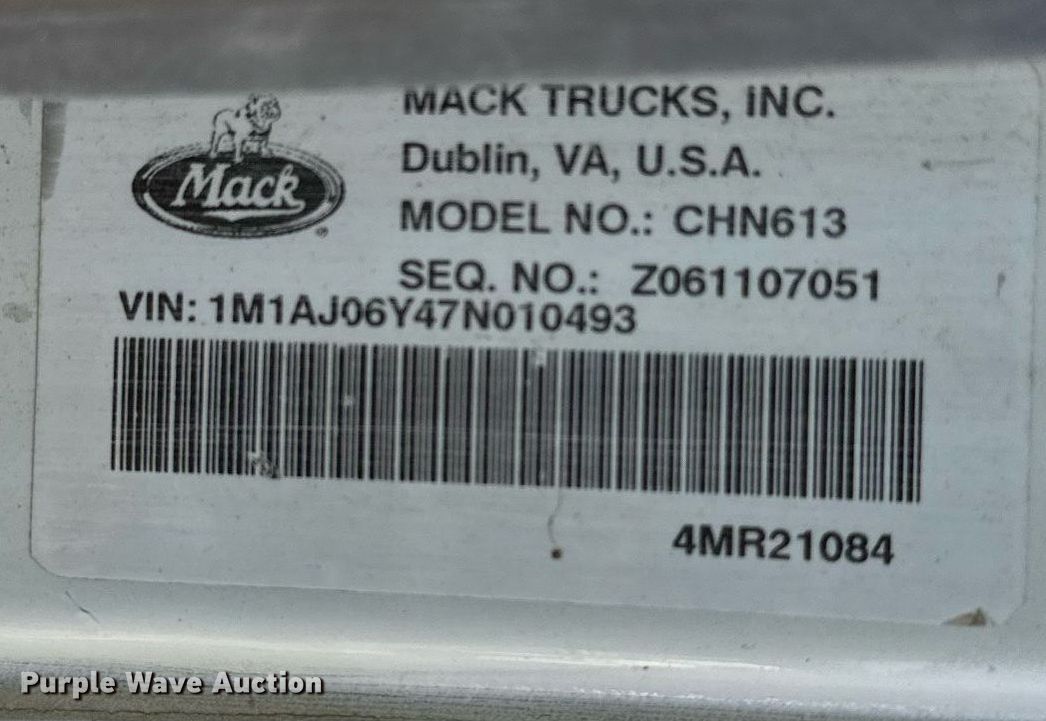 MACK TRUCKS, INC.
Mack
Dublin, VA, U.S.A.
MODEL NO.: CHN613
SEQ. NO.: Z061107051
VIN: 1M1AJ06Y47N010493
4MR21084
Purple Wave Auction